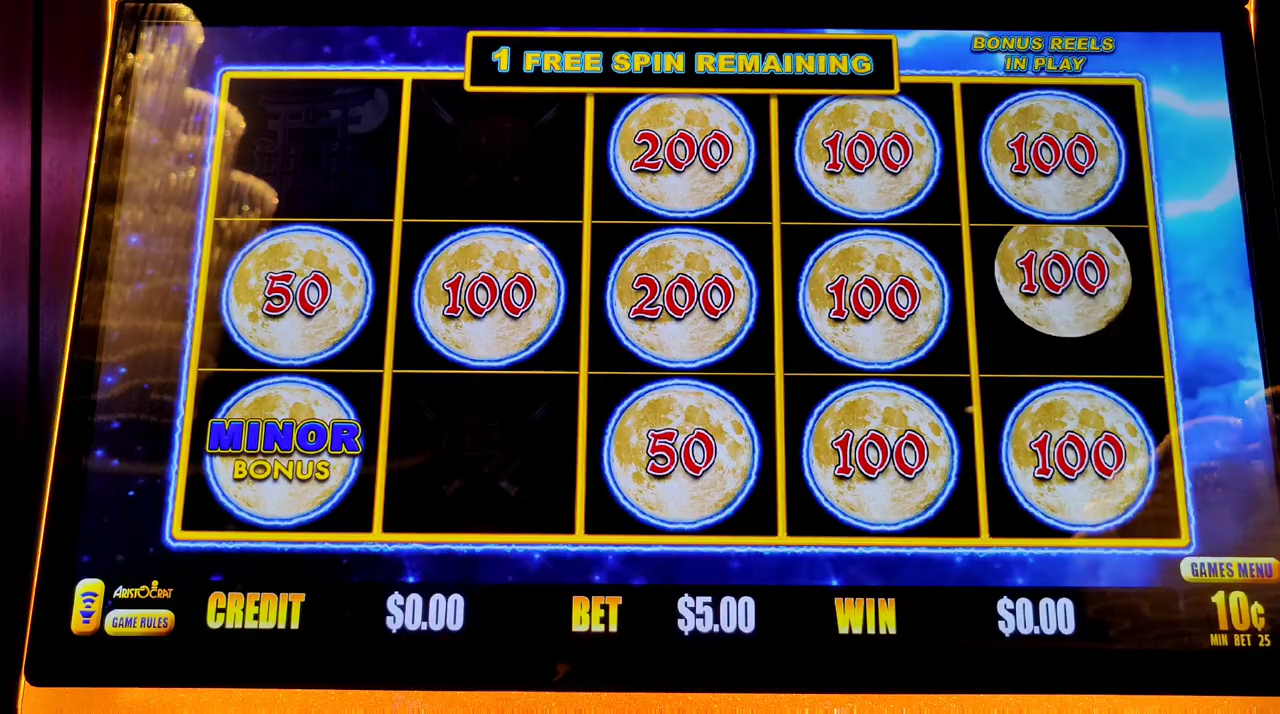 1 FREE SPIN REMAINING
BONUS REELS
IN PLAY
200 100 100
50 100 200 100 100
MINOR
BONUS
50 100 100
ARISTOCRAT
GAME RULES
CREDIT $0.00 BET $5.00 WIN $0.00
GAMES MENU
10¢
MIN BET 25